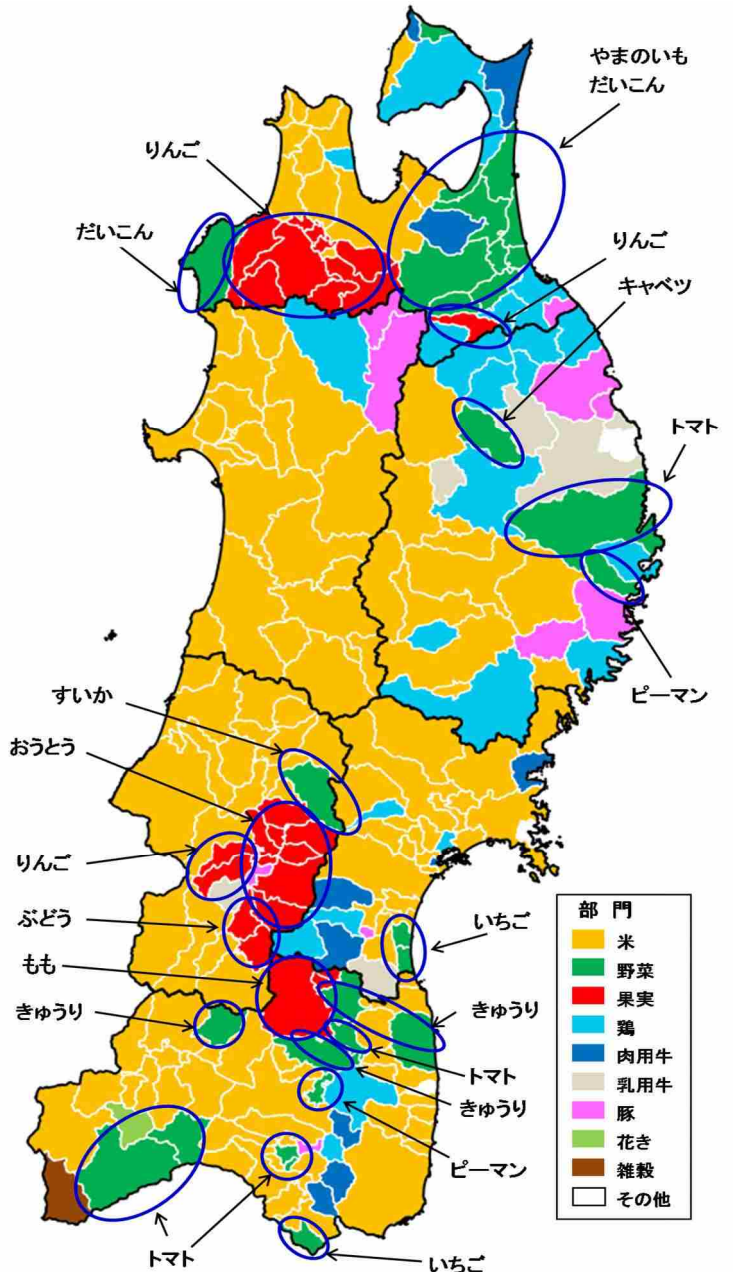 やまのいも
だいこん
りんご
だいこん
りんご
キャベツ
トマト
ピーマン
すいか
おうとう
りんご
ぶどう
もも
きゅうり
いちご
きゅうり
トマト
きゅうり
ピーマン
トマト
いちご
部 門
米
野菜
果実
鶏
肉用牛
乳用牛
豚
花き
雑穀
その他